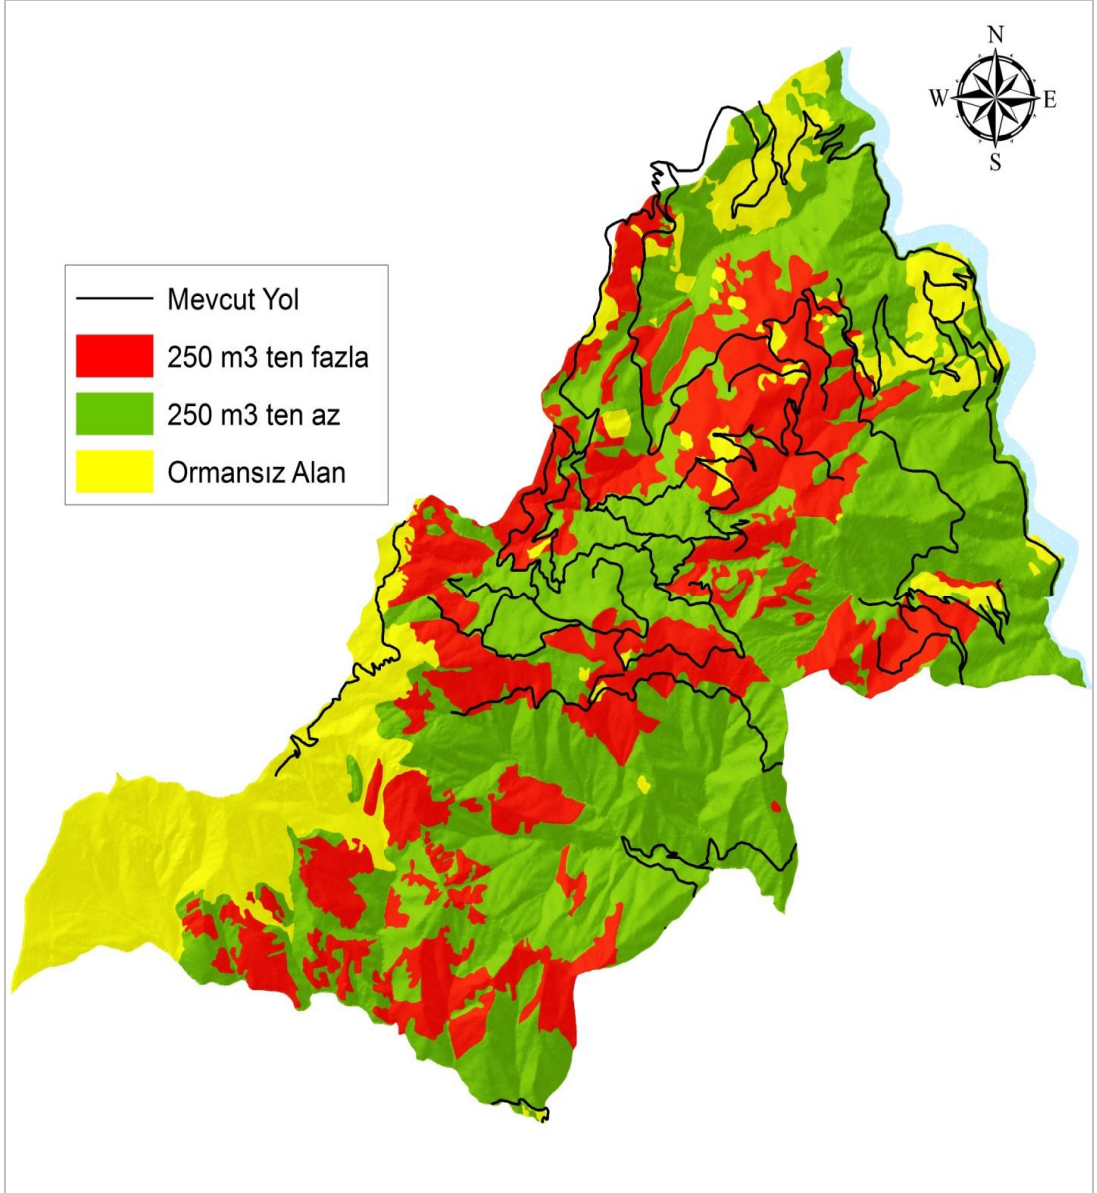 N
W E
S
Mevcut Yol
250 m3 ten fazla
250 m3 ten az
Ormansız Alan